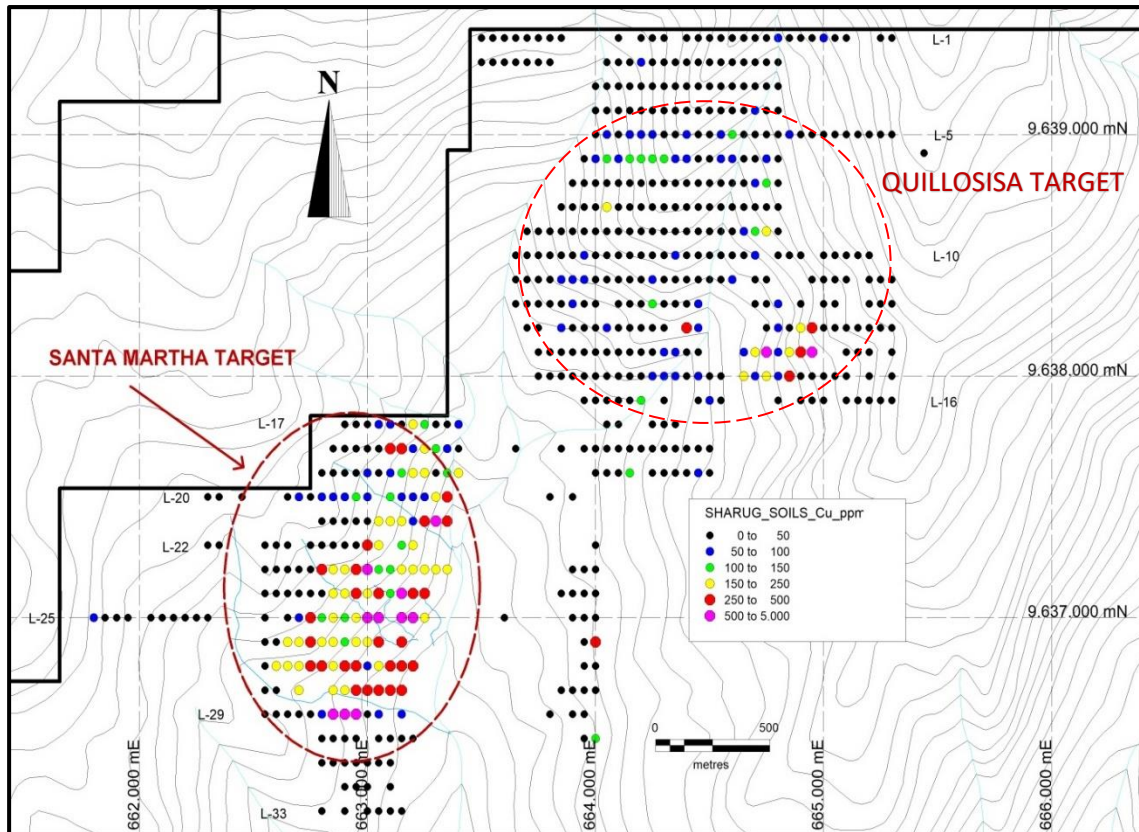 L-1
N
L-5
9.639.000 mN
QUILLOSISA TARGET
L-10
SANTA MARTHA TARGET
9.638.000 mN
L-16
L-17
L-20
SHARUG_SOILS_Cu_ppm
0 to 50
50 to 100
100 to 150
150 to 250
250 to 500
500 to 5.000
L-22
L-25
9.637.000 mN
L-29
0 500
metres
L-33
662.000 mE
663.000 mE
664.000 mE
665.000 mE
666.000 mE